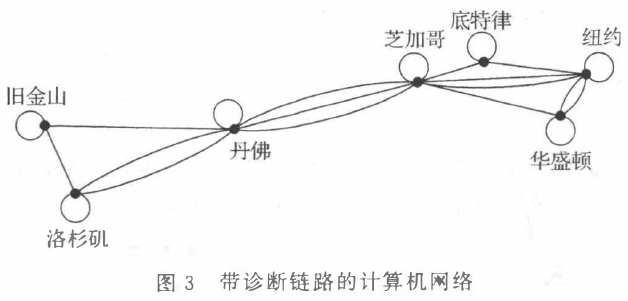 底特律
纽约
芝加哥
旧金山
丹佛
华盛顿
洛杉矶
图 3 带诊断链路的计算机网络